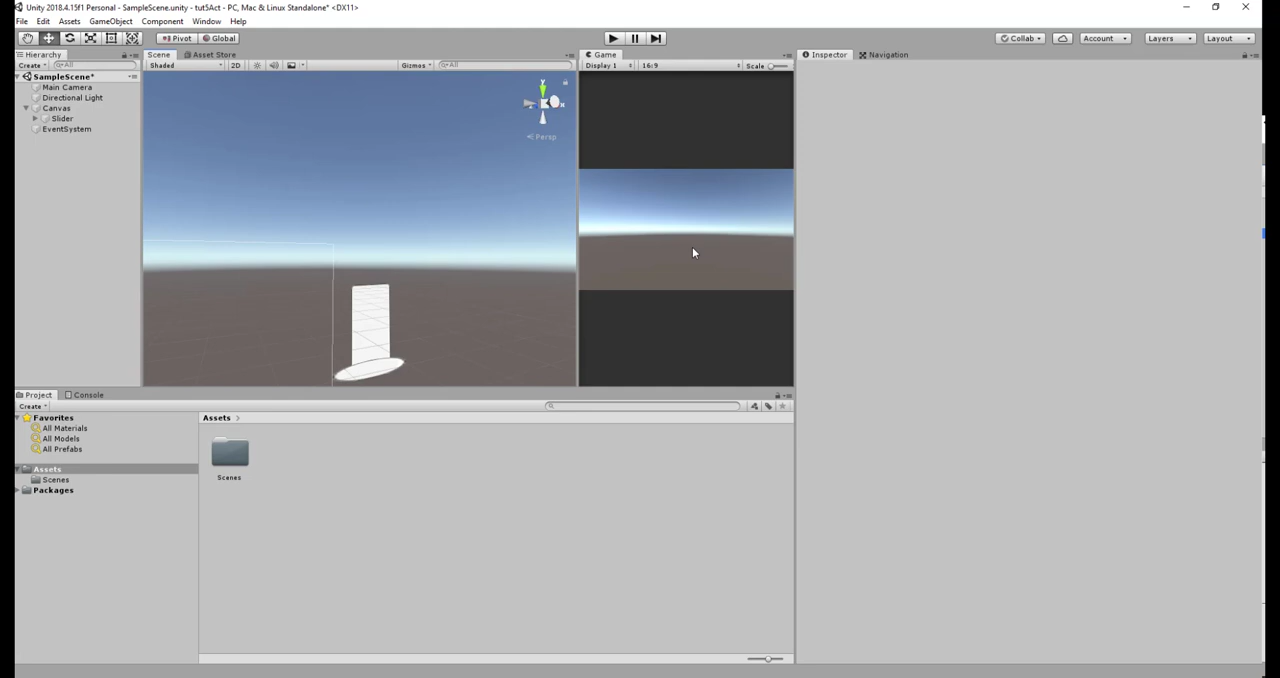 Unity 2018.4.15f1 Personal - SampleScene.unity - tut5Act - PC, Mac & Linux Standalone* <DX11>
File Edit Assets GameObject Component Window Help
Pivot Global Collab Account Layers Layout
Hierarchy Scene Asset Store Game Inspector Navigation
Create All Shaded 2D Gizmos All Display 1 16:9 Scale
SampleScene*
Main Camera
Directional Light
Canvas
Slider
EventSystem
y
x
Persp
Project Console
Create
Favorites Assets
All Materials
All Models
All Prefabs
Assets
Scenes
Packages
Scenes